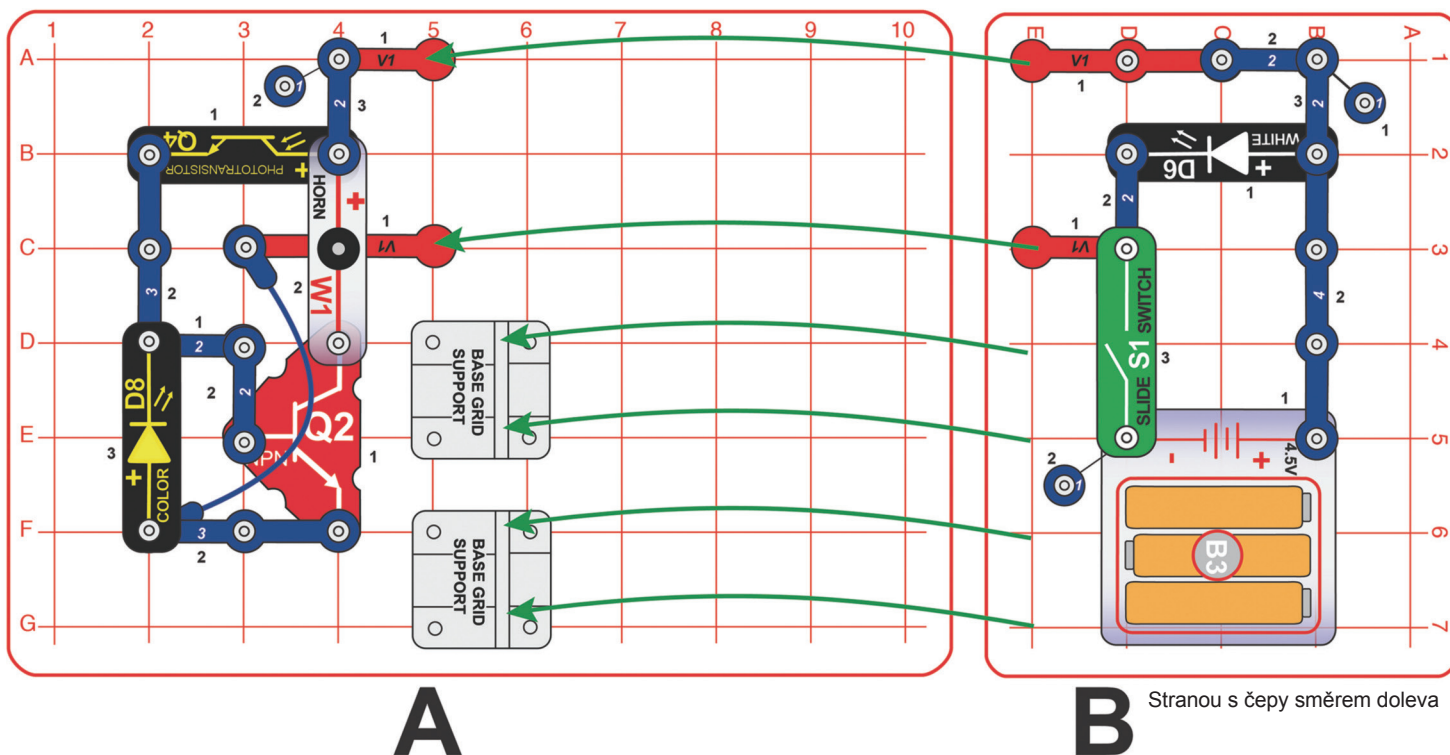 1 2 3 4 5 6 7 8 9 10
A
B
C
D
E
F
G
1
V1
2
1
2
3
1
Q4
PHOTOTRANSISTOR
+
HORN
+
W1
2
1
V1
3
2
1
2
2
2
D8
+
COLOR
3
Q2
NPN
1
3
2
BASE GRID
SUPPORT
BASE GRID
SUPPORT
E D C B A
1
2
3
4
5
6
7
V1
1
2
2
3
2
1
1
WHITE
D6
+
1
2
2
1
V1
SLIDE S1 SWITCH
3
4
2
1
2
1
-
+
4.5V
B3
A
B
Stranou s čepy směrem doleva